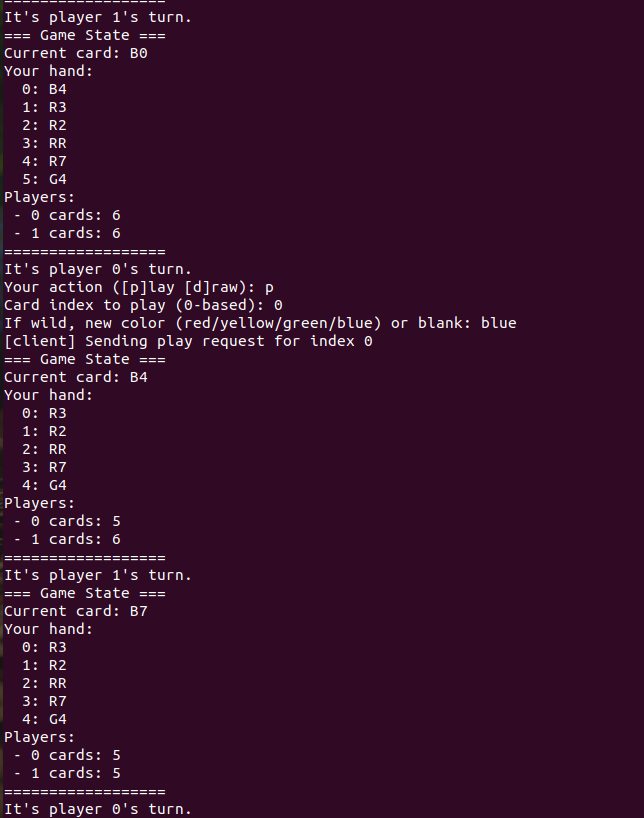 ==================
It's player 1's turn.
=== Game State ===
Current card: B0
Your hand:
  0: B4
  1: R3
  2: R2
  3: RR
  4: R7
  5: G4
Players:
 - 0 cards: 6
 - 1 cards: 6
==================
It's player 0's turn.
Your action ([p]lay [d]raw): p
Card index to play (0-based): 0
If wild, new color (red/yellow/green/blue) or blank: blue
[client] Sending play request for index 0
=== Game State ===
Current card: B4
Your hand:
  0: R3
  1: R2
  2: RR
  3: R7
  4: G4
Players:
 - 0 cards: 5
 - 1 cards: 6
==================
It's player 1's turn.
=== Game State ===
Current card: B7
Your hand:
  0: R3
  1: R2
  2: RR
  3: R7
  4: G4
Players:
 - 0 cards: 5
 - 1 cards: 5
==================
It's player 0's turn.